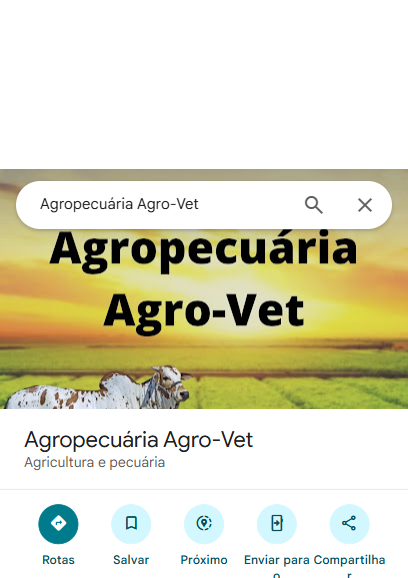 Agropecuária Agro-Vet
Agropecuária
Agro-Vet
Agropecuária Agro-Vet
Agricultura e pecuária
Rotas
Salvar
Próximo
Enviar para o
Compartilhar